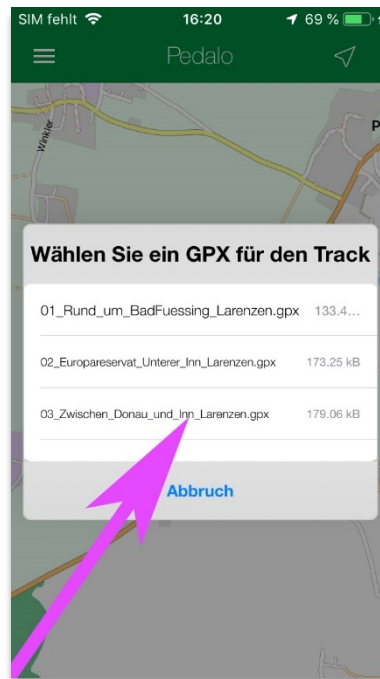 SIM fehlt 16:20 69 %
Pedalo
Winkler
P
Wählen Sie ein GPX für den Track
01_Rund_um_BadFuessing_Larenzen.gpx 133.4...
02_Europareservat_Unterer_Inn_Larenzen.gpx 173.25 kB
03_Zwischen_Donau_und_Inn_Larenzen.gpx 179.06 kB
Abbruch